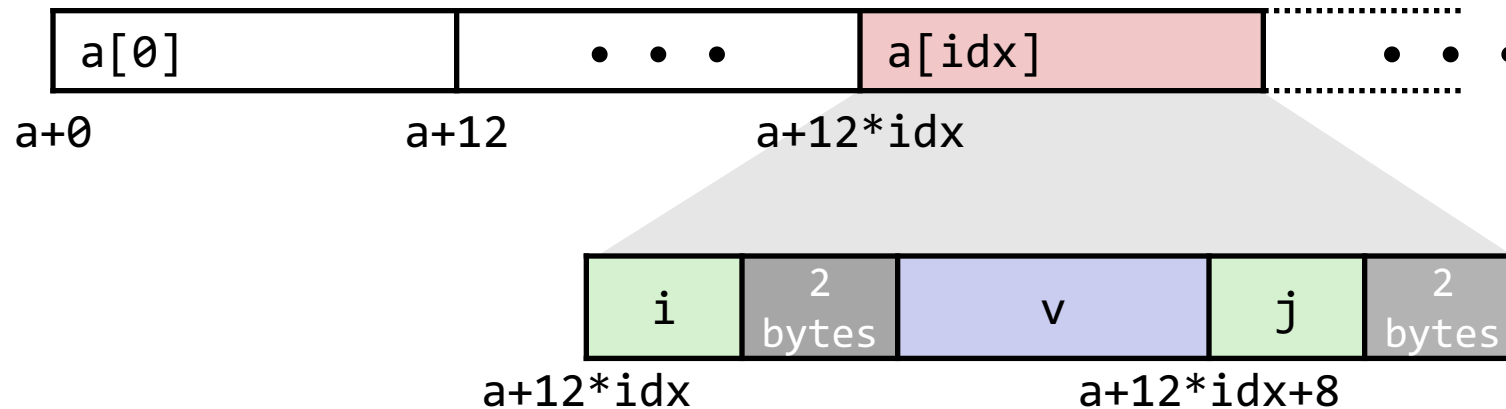 a[0] • • • a[idx] • • •
a+0 a+12 a+12*idx
i 2 bytes v j 2 bytes
a+12*idx a+12*idx+8